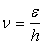 ν = ε/h